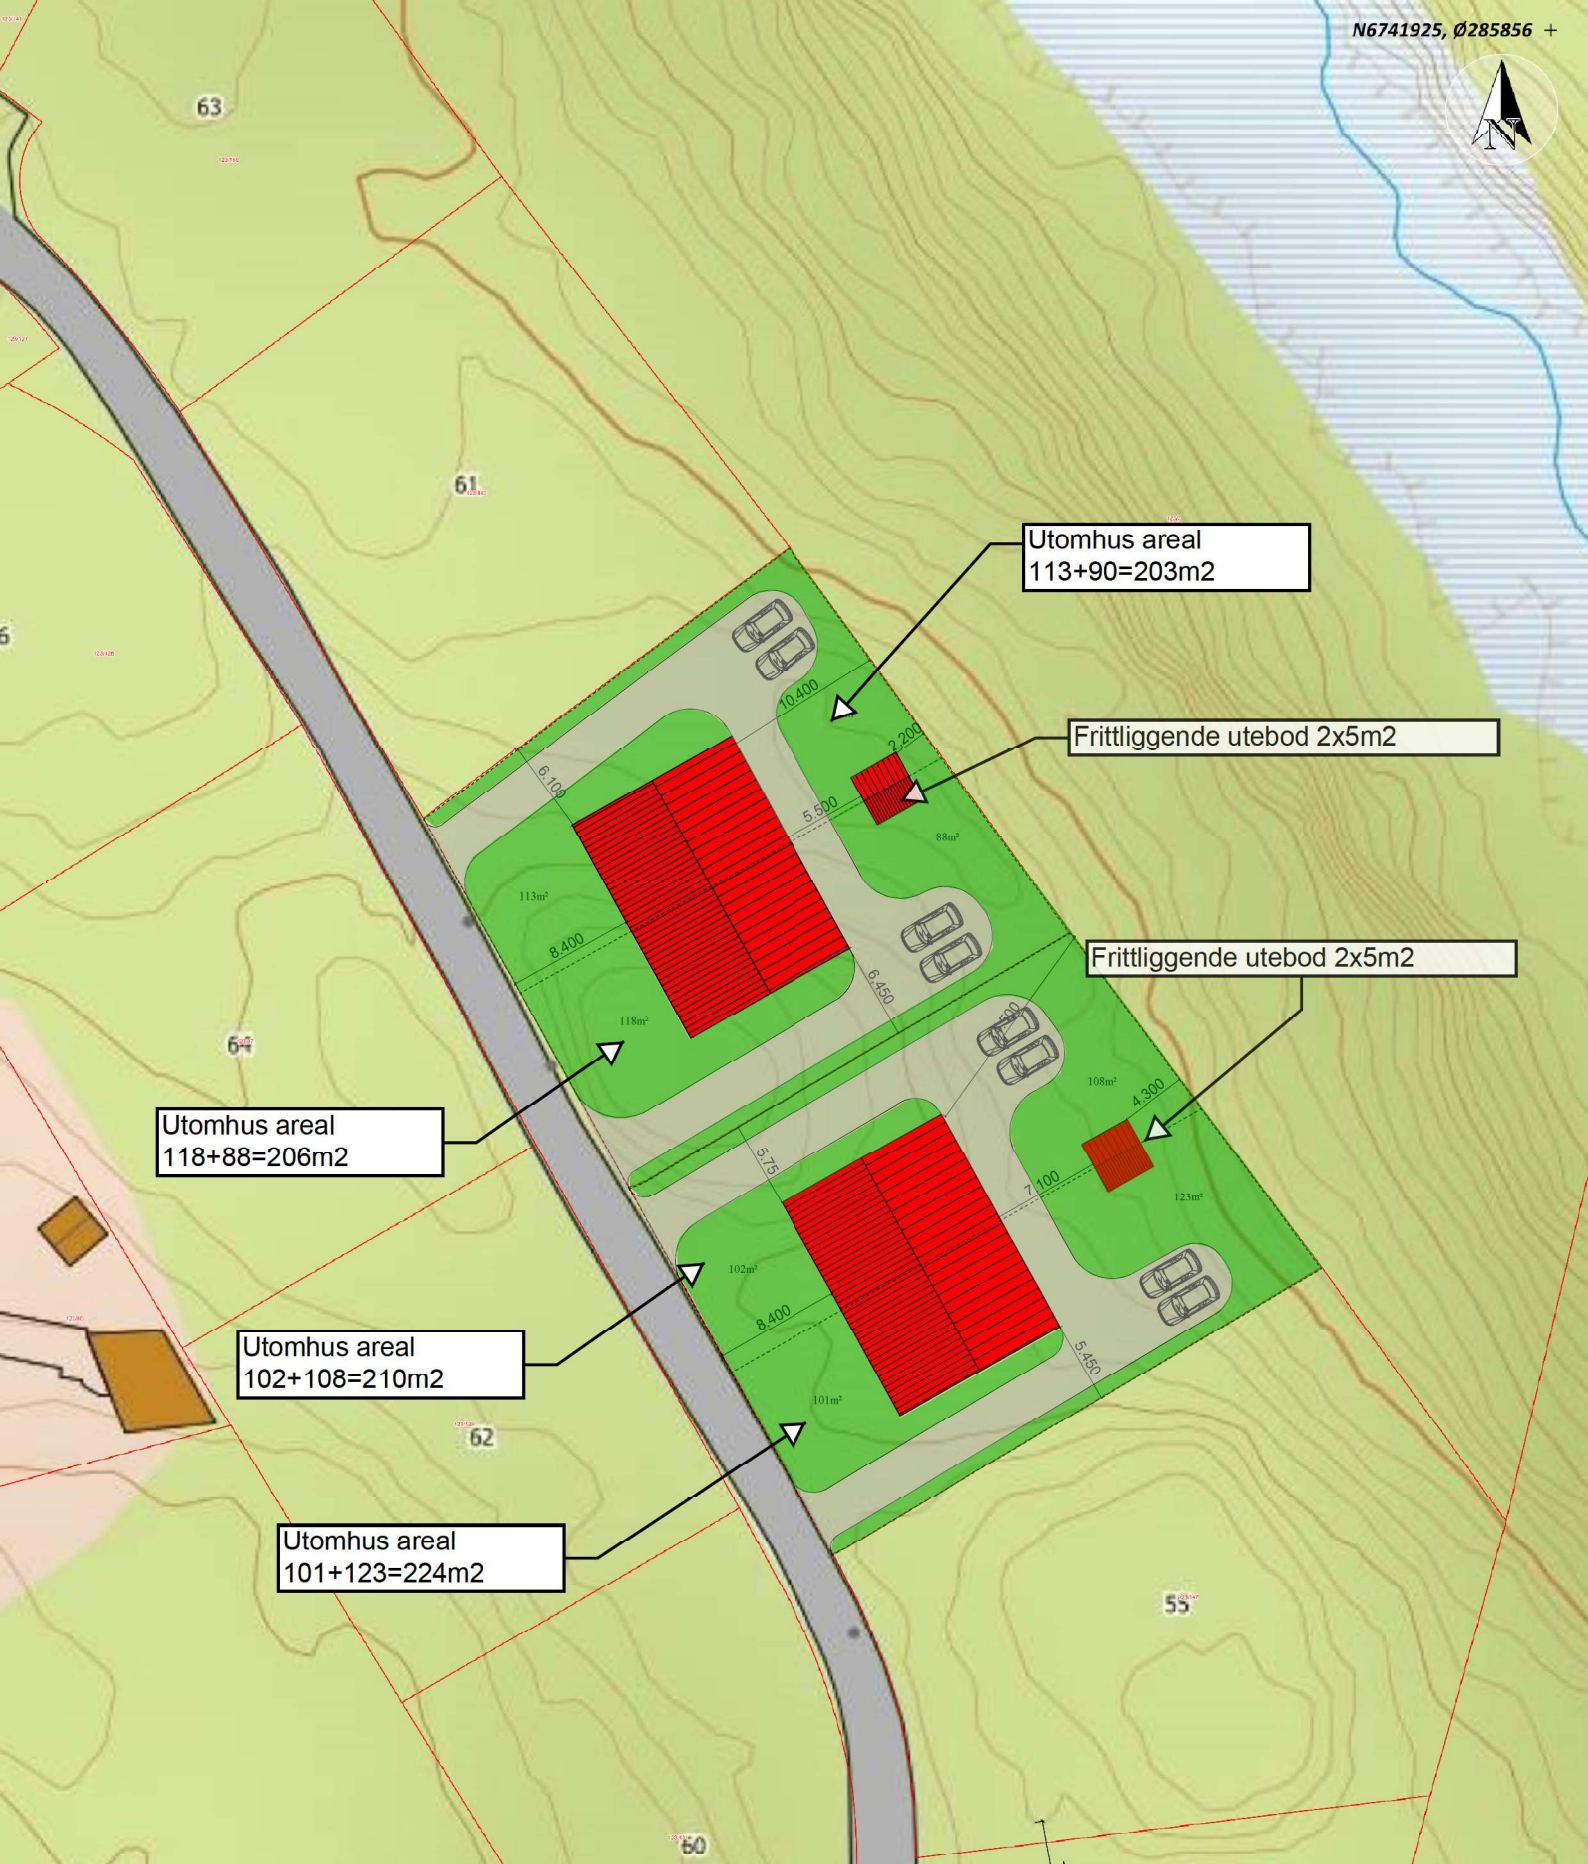 N6741925, Ø285856
N
63
61
Utomhus areal
113+90=203m2
10.400
2.200
Frittliggende utebod 2x5m2
6.100
5.500
88m²
113m²
8.400
Frittliggende utebod 2x5m2
6.450
118m²
64
108m²
4.300
Utomhus areal
118+88=206m2
5.75
7.100
123m²
102m²
8.400
Utomhus areal
102+108=210m2
5.450
101m²
62
Utomhus areal
101+123=224m2
55
60